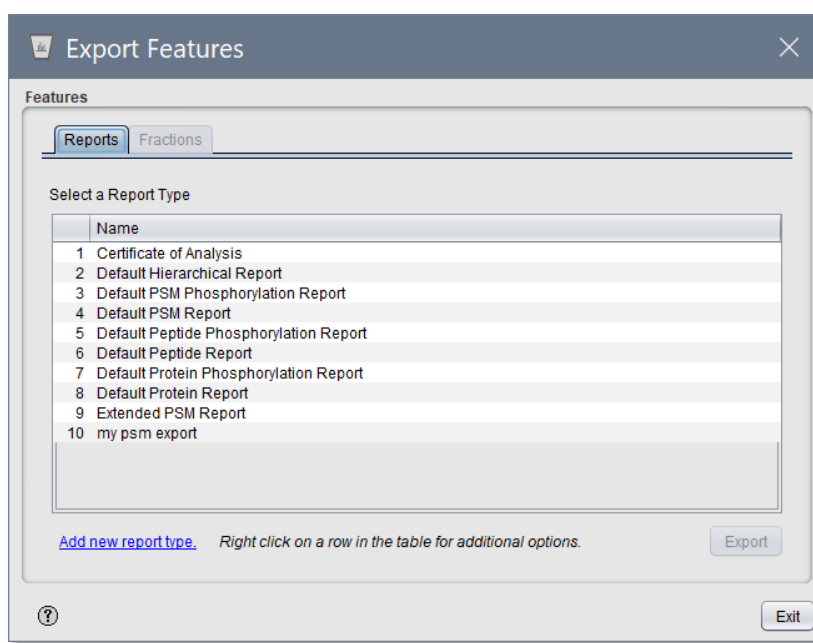 Export Features
Features
Reports Fractions
Select a Report Type
Name
1 Certificate of Analysis
2 Default Hierarchical Report
3 Default PSM Phosphorylation Report
4 Default PSM Report
5 Default Peptide Phosphorylation Report
6 Default Peptide Report
7 Default Protein Phosphorylation Report
8 Default Protein Report
9 Extended PSM Report
10 my psm export
Add new report type. Right click on a row in the table for additional options. Export
? Exit